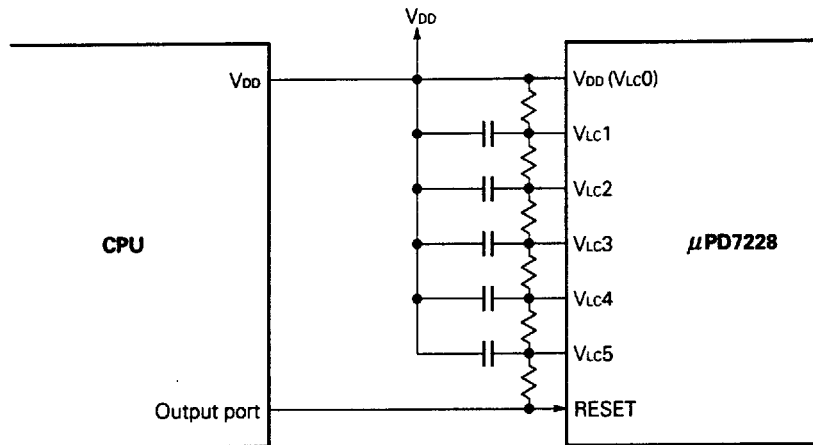 VDD
VDD
VDD (VLC0)
VLC1
VLC2
CPU
VLC3
μPD7228
VLC4
VLC5
Output port
RESET